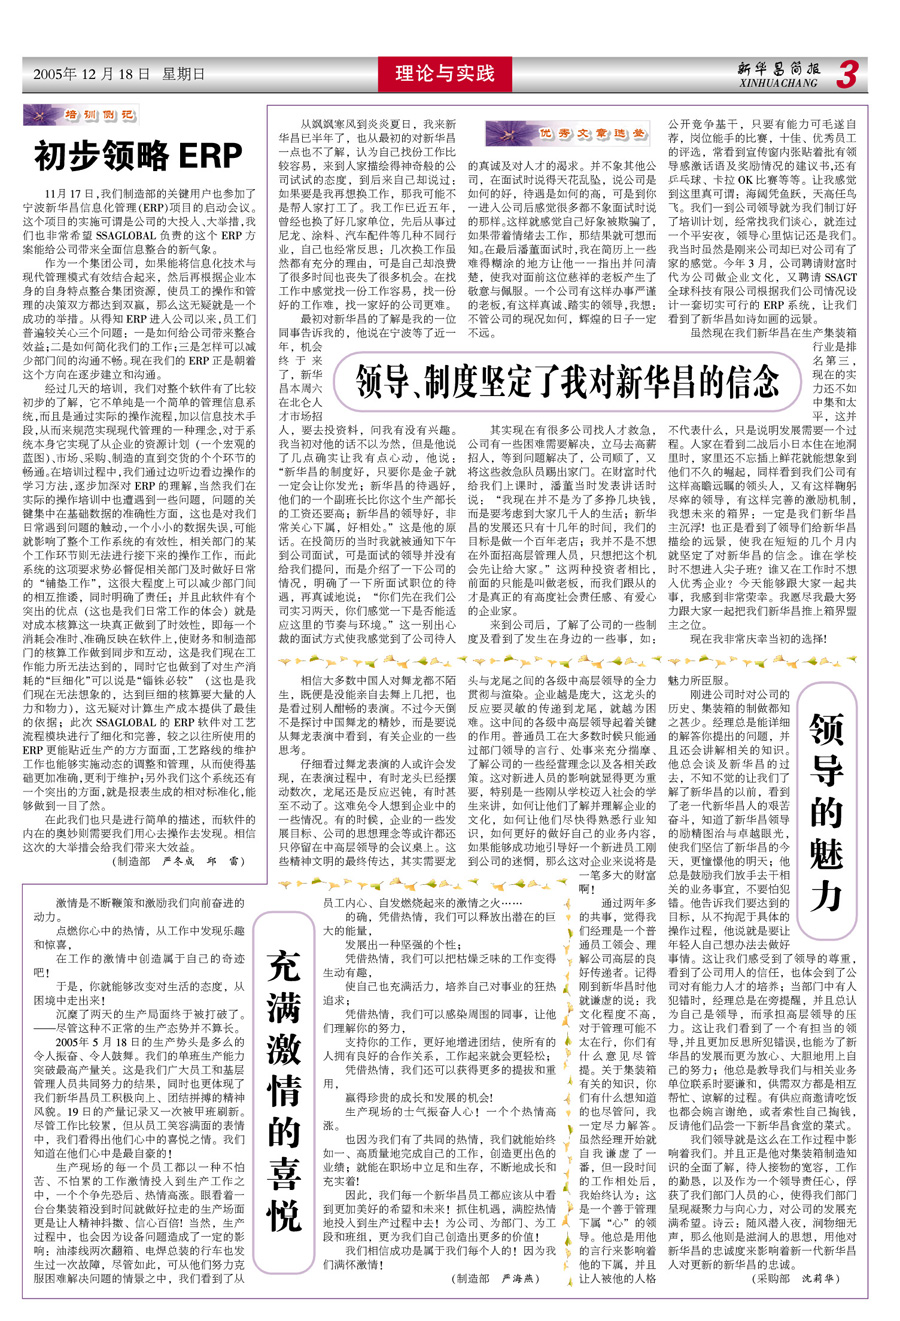 2005年 12 月 18 日 星期日
理论与实践
新华昌简报
XINHUACHANG
3
培训侧记
初步领略 ERP
11月17日,我们制造部的关键用户也参加了
宁波新华昌信息化管理(ERP)项目的启动会议。
这个项目的实施可谓是公司的大投入、大举措,我
们也非常希望 SSAGLOBAL 负责的这个 ERP 方
案能给公司带来全面信息整合的新气象。
作为一个集团公司，如果能将信息化技术与
现代管理模式有效结合起来，然后再根据企业本
身的自身特点整合集团资源，使员工的操作和管
理的决策双方都达到双赢，那么这无疑就是一个
成功的举措。从得知 ERP 进入公司以来,员工们
普遍较关心三个问题：一是如何给公司带来整合
效益;二是如何简化我们的工作;三是怎样可以减
少部门间的沟通不畅。现在我们的 ERP 正是朝着
这个方向在逐步建立和沟通。
经过几天的培训，我们对整个软件有了比较
初步的了解，它不单纯是一个简单的管理信息系
统,而且是通过实际的操作流程,加以信息技术手
段,从而来规范实现现代管理的一种理念,对于系
统本身它实现了从企业的资源计划（一个宏观的
蓝图)、市场、采购、制造的直到交货的个个环节的
畅通。在培训过程中,我们通过边听边看边操作的
学习方法,逐步加深对 ERP 的理解,当然我们在
实际的操作培训中也遭遇到一些问题，问题的关
键集中在基础数据的准确性方面，这也是对我们
日常遇到问题的触动,一个小小的数据失误,可能
就影响了整个工作系统的有效性，相关部门的某
个工作环节则无法进行接下来的操作工作，而此
系统的这项要求势必督促相关部门及时做好日常
的“铺垫工作”，这很大程度上可以减少部门间
的相互推诿，同时明确了责任；并且此软件有个
突出的优点（这也是我们日常工作的体会）就是
对成本核算这一块真正做到了时效性，即每一个
消耗会准时、准确反映在软件上,使财务和制造部
门的核算工作做到同步和互动，这是我们现在工
作能力所无法达到的，同时它也做到了对生产消
耗的“巨细化”可以说是“锱铢必较”（这也是我
们现在无法想象的，达到巨细的核算要大量的人
力和物力)，这无疑对计算生产成本提供了最佳
的依据；此次 SSAGLOBAL 的 ERP 软件对工艺
流程模块进行了细化和完善，较之以往所使用的
ERP 更能贴近生产的方方面面,工艺路线的维护
工作也能够实施动态的调整和管理，从而使得基
础更加准确,更利于维护;另外我们这个系统还有
一个突出的方面,就是报表生成的相对标准化,能
够做到一目了然。
在此我们也只是进行简单的描述，而软件的
内在的奥妙则需要我们用心去操作去发现。相信
这次的大举措会给我们带来大效益。
(制造部 严冬成 邱 雷)
优秀文章选登
从飒飒寒风到炎炎夏日，我来新
华昌已半年了，也从最初的对新华昌
一点也不了解，认为自己找份工作比
较容易，来到人家描绘得神奇般的公
司试试的态度，到后来自己却说过：
如果要是我再想换工作，那我可能不
是帮人家打工了。我工作已近五年，
曾经也换了好几家单位，先后从事过
尼龙、涂料、汽车配件等几种不同行
业，自己也经常反思：几次换工作虽
然都有充分的理由，可是自己却浪费
了很多时间也丧失了很多机会。在找
工作中感觉找一份工作容易，找一份
好的工作难，找一家好的公司更难。
最初对新华昌的了解是我的一位
同事告诉我的，他说在宁波等了近一
年，机会
终于来
了，新华
昌本周六
在北仑人
才市场招
人，要去投资料，问我有没有兴趣。
我当初对他的话不以为然，但是他说
了几点确实让我有点心动，他说：
“新华昌的制度好，只要你是金子就
一定会让你发光；新华昌的待遇好，
他们的一个副班长比你这个生产部长
的工资还要高；新华昌的领导好，非
常关心下属，好相处。”这是他的原
话。在投简历的当时我就被通知下午
到公司面试，可是面试的领导并没有
给我们提问，而是介绍了一下公司的
情况，明确了一下所面试职位的待
遇，再真诚地说：“你们先在我们公
司实习两天，你们感觉一下是否能适
应这里的节奏与环境。”这一别出心
裁的面试方式使我感觉到了公司待人
的真诚及对人才的渴求。并不象其他公
司，在面试时说得天花乱坠，说公司是
如何的好，待遇是如何的高，可是到你
一进入公司后感觉很多都不象面试时说
的那样。这样就感觉自己好象被欺骗了，
如果带着情绪去工作，那结果就可想而
知。在最后潘董面试时,我在简历上一些
难得糊涂的地方让他一一指出并问清
楚，使我对面前这位慈祥的老板产生了
敬意与佩服。一个公司有这样办事严谨
的老板,有这样真诚、踏实的领导,我想：
不管公司的现况如何，辉煌的日子一定
不远。
领导、制度坚定了我对新华昌的信念
其实现在有很多公司找人才救急，
公司有一些困难需要解决，立马去高薪
招人，等到问题解决了，公司顺了，又
将这些救急队员踢出家门。在财富时代
给我们上课时，潘董当时发表讲话时
说：“我现在并不是为了多挣几块钱，
而是要考虑到大家几千人的生活；新华
昌的发展还只有十几年的时间，我们的
目标是做一个百年老店；我并不是不想
在外面招高层管理人员，只想把这个机
会先让给大家。”这两种投资者相比，
前面的只能是叫做老板，而我们跟从的
才是真正的有高度社会责任感、有爱心
的企业家。
来到公司后，了解了公司的一些制
度及看到了发生在身边的一些事，如：
公开竞争基干，只要有能力可毛遂自
荐，岗位能手的比赛，十佳、优秀员工
的评选，常看到宣传窗内张贴着批有领
导感激话语及奖励情况的建议书,还有
乒乓球、卡拉OK比赛等等。让我感觉
到这里真可谓：海阔凭鱼跃，天高任鸟
飞。我们一到公司领导就为我们制订好
了培训计划，经常找我们谈心，就连过
一个平安夜，领导心里惦记还是我们。
我当时虽然是刚来公司却已对公司有了
家的感觉。今年3月，公司聘请财富时
代为公司做企业文化，又聘请 SSAGT
全球科技有限公司根据我们公司情况设
计一套切实可行的 ERP 系统，让我们
看到了新华昌如诗如画的远景。
虽然现在我们新华昌在生产集装箱
行业是排
名第三，
现在的实
力还不如
中集和太
平，这并
不代表什么，只是说明发展需要一个过
程。人家在看到二战后小日本住在地洞
里时，家里还不忘插上鲜花就能想象到
他们不久的崛起，同样看到我们公司有
这样高瞻远瞩的领头人，又有这样鞠躬
尽瘁的领导，有这样完善的激励机制，
我想未来的箱界：一定是我们新华昌
主沉浮！也正是看到了领导们给新华昌
描绘的远景，使我在短短的几个月内
就坚定了对新华昌的信念。谁在学校
时不想进入尖子班？谁又在工作时不想
入优秀企业？今天能够跟大家一起共
事，我感到非常荣幸。我愿尽我最大努
力跟大家一起把我们新华昌推上箱界盟
主之位。
现在我非常庆幸当初的选择!
相信大多数中国人对舞龙都不陌
生，既便是没能亲自去舞上几把，也
是看过别人酣畅的表演。不过今天倒
不是探讨中国舞龙的精妙，而是要说
从舞龙表演中看到，有关企业的一些
思考。
仔细看过舞龙表演的人或许会发
现，在表演过程中，有时龙头已经摆
动数次，龙尾还是反应迟钝，有时甚
至不动了。这难免令人想到企业中的
一些情况。有的时候，企业的一些发
展目标、公司的思想理念等或许都还
只停留在中高层领导的会议桌上。这
些精神文明的最终传达，其实需要龙
头与龙尾之间的各级中高层领导的全力
贯彻与渲染。企业越是庞大，这龙头的
反应要灵敏的传递到龙尾，就越为困
难。这中间的各级中高层领导起着关键
的作用。普通员工在大多数时候只能通
过部门领导的言行、处事来充分揣摩、
了解公司的一些经营理念以及各相关政
策。这对新进人员的影响就显得更为重
要，特别是一些刚从学校迈入社会的学
生来讲，如何让他们了解并理解企业的
文化，如何让他们尽快得熟悉行业知
识，如何更好的做好自己的业务内容，
如果能够成功地引导好一个新进员工刚
到公司的迷惘，那么这对企业来说将是
一笔多大的财富
啊！
通过两年多
的共事，觉得我
们经理是一个普
通员工领会、理
解公司高层的良
好传递者。记得
刚到新华昌时他
就谦虚的说：我
文化程度不高，
对于管理可能不
太在行，你们有
什么意见尽管
提。关于集装箱
有关的知识，你
们有什么想知道
的也尽管问，我
一定尽力解答。
虽然经理开始就
自我谦虚了一
番，但一段时间
的工作相处后，
我始终认为：这
是一个善于管理
下属“心”的领
导。他总是用他
的言行来影响着
他的下属，并且
让人被他的人格
魅力所臣服。
领导的魅力
刚进公司时对公司的
历史、集装箱的制做都知
之甚少。经理总是能详细
的解答你提出的问题，并
且还会讲解相关的知识。
他总会谈及新华昌的过
去，不知不觉的让我们了
解了新华昌的以前，看到
了老一代新华昌人的艰苦
奋斗，知道了新华昌领导
的励精图治与卓越眼光，
使我们坚信了新华昌的今
天，更憧憬他的明天；他
总是鼓励我们放手去干相
关的业务事宜，不要怕犯
错。他告诉我们要达到的
目标，从不拘泥于具体的
操作过程，他说就是要让
年轻人自己想办法去做好
事情。这让我们感受到了领导的尊重，
看到了公司用人的信任，也体会到了公
司对有能力人才的培养；当部门中有人
犯错时，经理总是在旁提醒，并且总认
为自己是领导，而承担高层领导的压
力。这让我们看到了一个有担当的领
导,并且更加反思所犯错误,也能为了新
华昌的发展而更为放心、大胆地用上自
己的努力；他总是教导我们与相关业务
单位联系时要谦和，供需双方都是相互
帮忙、谅解的过程。有供应商邀请吃饭
也都会婉言谢绝，或者索性自己掏钱，
反请他们品尝一下新华昌食堂的菜式。
我们领导就是这么在工作过程中影
响着我们。并且正是他对集装箱制造知
识的全面了解，待人接物的宽容，工作
的勤恳，以及作为一个领导责任心，俘
获了我们部门人员的心，使得我们部门
呈现凝聚力与向心力，对公司的发展充
满希望。诗云：随风潜入夜，润物细无
声，那么他则是滋润人的思想，用他对
新华昌的忠诚度来影响着新一代新华昌
人对更新的新华昌的忠诚。
(采购部 沈莉华)
激情是不断鞭策和激励我们向前奋进的
动力。
点燃你心中的热情，从工作中发现乐趣
和惊喜，
在工作的激情中创造属于自己的奇迹
吧！
于是，你就能够改变对生活的态度，从
困境中走出来！
沉糜了两天的生产局面终于被打破了。
——尽管这种不正常的生产态势并不算长。
2005年 5 月 18 日的生产势头是多么的
令人振奋、令人鼓舞。我们的单班生产能力
突破最高产量关。这是我们广大员工和基层
管理人员共同努力的结果，同时也更体现了
我们新华昌员工积极向上、团结拼搏的精神
风貌。19 日的产量记录又一次被甲班刷新。
尽管工作比较累，但从员工笑容满面的表情
中，我们看得出他们心中的喜悦之情。我们
知道在他们心中是最自豪的！
生产现场的每一个员工都以一种不怕
苦、不怕累的工作激情投入到生产工作之
中，一个个争先恐后、热情高涨。眼看着一
台台集装箱没到时间就做好拉走的生产场面
更是让人精神抖擞、信心百倍！当然，生产
过程中，也会因为设备问题造成了一定的影
响：油漆线两次翻箱、电焊总装的行车也发
生过一次故障，尽管如此，可从他们努力克
服困难解决问题的情景之中，我们看到了从
充满激情的喜悦
员工内心、自发燃烧起来的激情之火……
的确，凭借热情，我们可以释放出潜在的巨
大的能量，
发展出一种坚强的个性；
凭借热情，我们可以把枯燥乏味的工作变得
生动有趣，
使自己也充满活力，培养自己对事业的狂热
追求；
凭借热情，我们可以感染周围的同事，让他
们理解你的努力，
支持你的工作，更好地增进团结，使所有的
人拥有良好的合作关系，工作起来就会更轻松；
凭借热情，我们还可以获得更多的提拔和重
用，
赢得珍贵的成长和发展的机会！
生产现场的士气振奋人心！一个个热情高
涨。
也因为我们有了共同的热情，我们就能始终
如一、高质量地完成自己的工作，创造更出色的
业绩；就能在职场中立足和生存，不断地成长和
充实着！
因此，我们每一个新华昌员工都应该从中看
到更加美好的希望和未来！抓住机遇，满腔热情
地投入到生产过程中去！为公司、为部门、为工
段和班组，更为我们自己创造出更多的价值！
我们相信成功是属于我们每个人的！因为我
们满怀激情！
(制造部 严海燕)